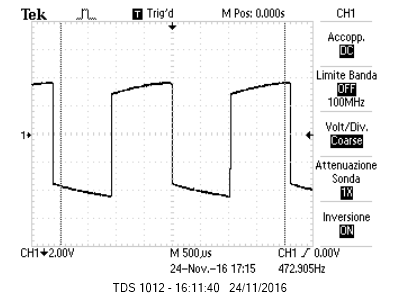 Tek T Trig'd M Pos: 0.000s CH1
Accopp.
DC
Limite Banda
OFF
100MHz
1
Volt/Div.
Coarse
Attenuazione
Sonda
1X
Inversione
ON
CH1 2.00V M 500µs CH1 / 0.00V
24-Nov.-16 17:15 472.905Hz
TDS 1012 - 16:11:40 24/11/2016